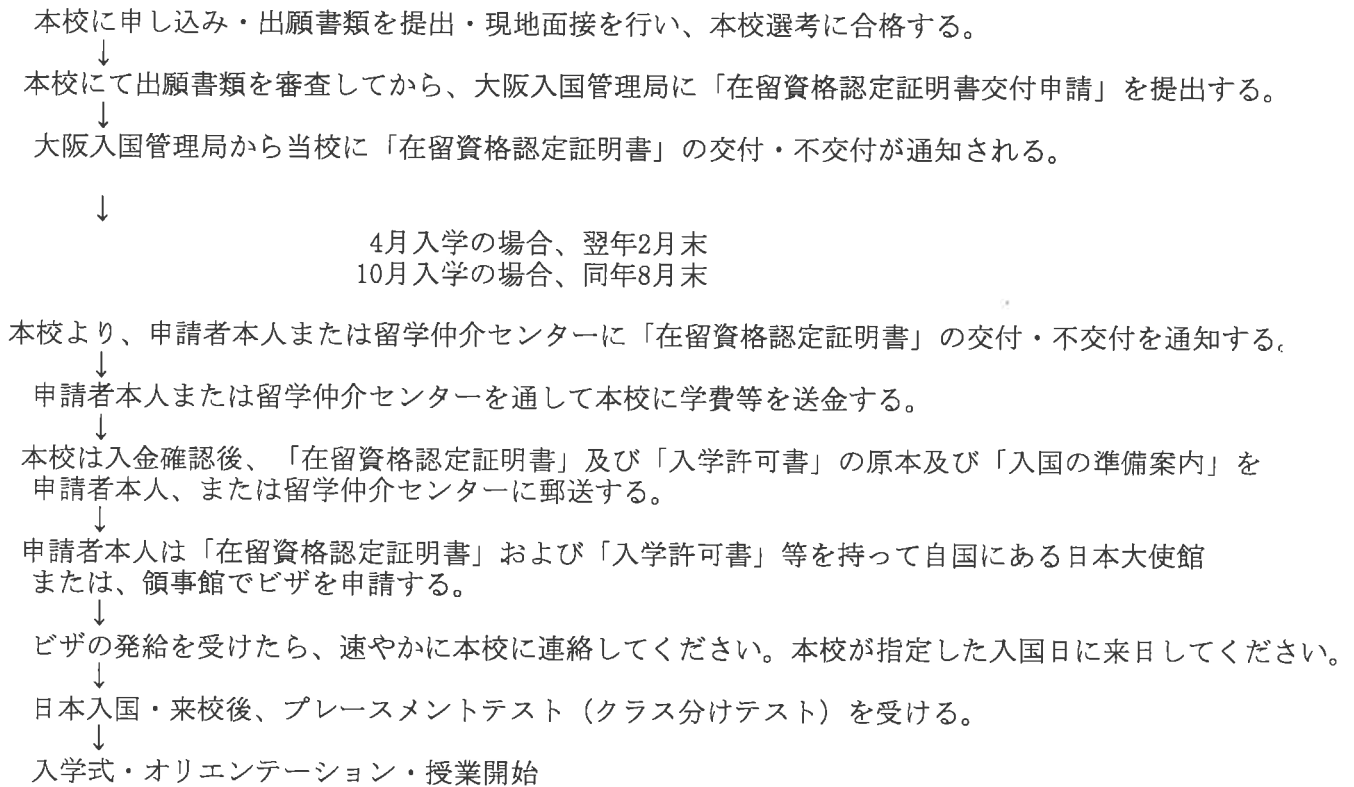 本校に申し込み・出願書類を提出・現地面接を行い、本校選考に合格する。
↓
本校にて出願書類を審査してから、大阪入国管理局に「在留資格認定証明書交付申請」を提出する。
↓
大阪入国管理局から当校に「在留資格認定証明書」の交付・不交付が通知される。
↓
4月入学の場合、翌年2月末
10月入学の場合、同年8月末
本校より、申請者本人または留学仲介センターに「在留資格認定証明書」の交付・不交付を通知する。
↓
申請者本人または留学仲介センターを通して本校に学費等を送金する。
↓
本校は入金確認後、「在留資格認定証明書」及び「入学許可書」の原本及び「入国の準備案内」を
申請者本人、または留学仲介センターに郵送する。
↓
申請者本人は「在留資格認定証明書」および「入学許可書」等を持って自国にある日本大使館
または、領事館でビザを申請する。
↓
ビザの発給を受けたら、速やかに本校に連絡してください。本校が指定した入国日に来日してください。
↓
日本入国・来校後、プレースメントテスト（クラス分けテスト）を受ける。
↓
入学式・オリエンテーション・授業開始